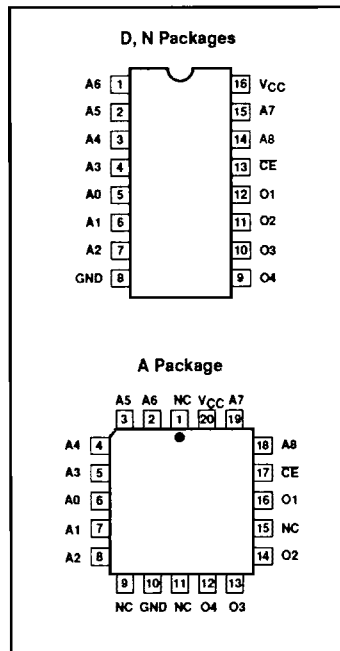 D, N Packages
A6 1 16 VCC
A5 2 15 A7
A4 3 14 A8
A3 4 13 C̅E̅
A0 5 12 O1
A1 6 11 O2
A2 7 10 O3
GND 8 9 O4
A Package
A5 A6 NC VCC A7
3 2 1 20 19
A4 4 18 A8
A3 5 17 C̅E̅
A0 6 16 O1
A1 7 15 NC
A2 8 14 O2
9 10 11 12 13
NC GND NC O4 O3